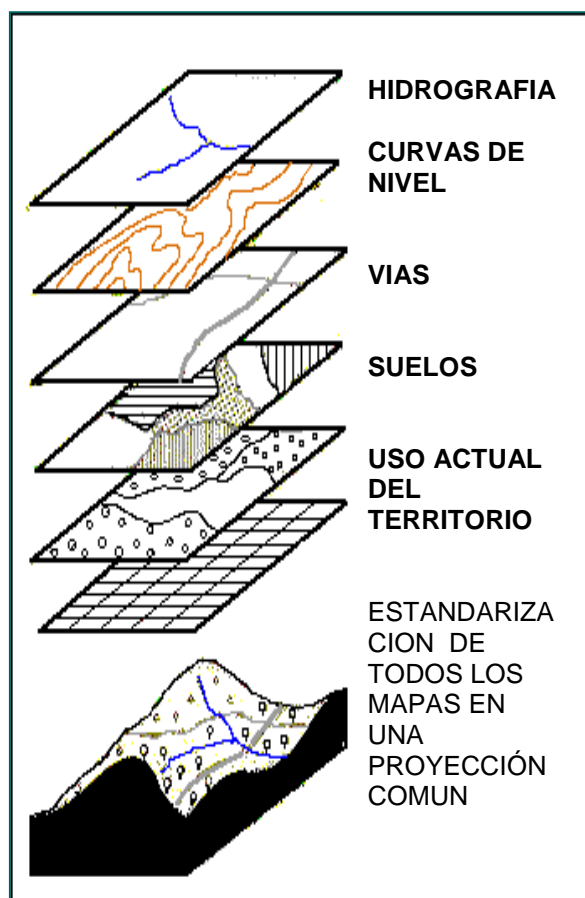 HIDROGRAFIA
CURVAS DE
NIVEL
VIAS
SUELOS
USO ACTUAL
DEL
TERRITORIO
ESTANDARIZA
CION DE
TODOS LOS
MAPAS EN
UNA
PROYECCIÓN
COMUN